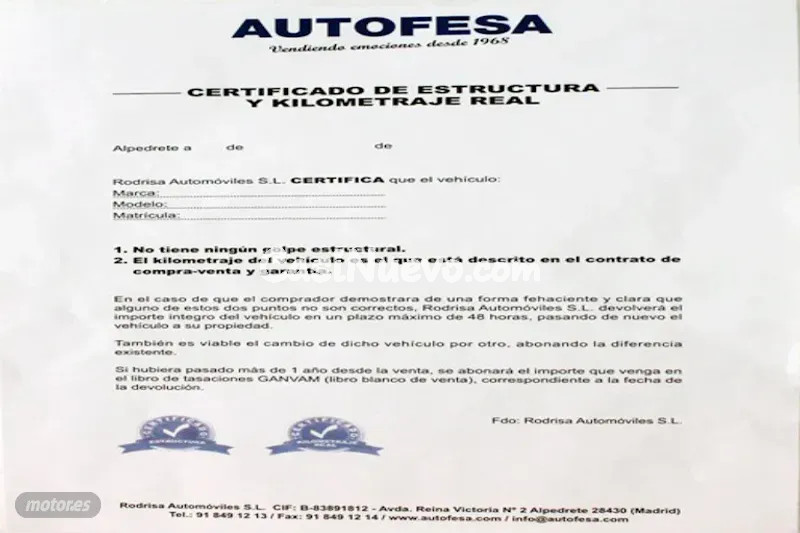 AUTOFESA
Vendiendo emociones desde 1968
CERTIFICADO DE ESTRUCTURA
Y KILOMETRAJE REAL
Alpedrete a de de
Rodrisa Automóviles S.L. CERTIFICA que el vehículo:
Marca:
Modelo:
Matrícula:
1. No tiene ningún golpe estructural.
2. El kilometraje del vehículo es el que está descrito en el contrato de
compra-venta y garantía.
En el caso de que el comprador demostrara de una forma fehaciente y clara que
alguno de estos dos puntos no son correctos, Rodrisa Automóviles S.L. devolverá el
importe íntegro del vehículo en un plazo máximo de 48 horas, pasando de nuevo el
vehículo a su propiedad.
También es viable el cambio de dicho vehículo por otro, abonando la diferencia
existente.
Si hubiera pasado más de 1 año desde la venta, se abonará el importe que venga en
el libro de tasaciones GANVAM (libro blanco de venta), correspondiente a la fecha de
la devolución.
Fdo: Rodrisa Automóviles S.L.
CERTIFICADO
ESTRUCTURA
CERTIFICADO
KILOMETRAJE
REAL
Rodrisa Automóviles S.L. CIF: B-83891812 - Avda. Reina Victoria Nº 2 Alpedrete 28430 (Madrid)
Tel.: 91 849 12 13 / Fax: 91 849 12 14 / www.autofesa.com / info@autofesa.com
motor.es